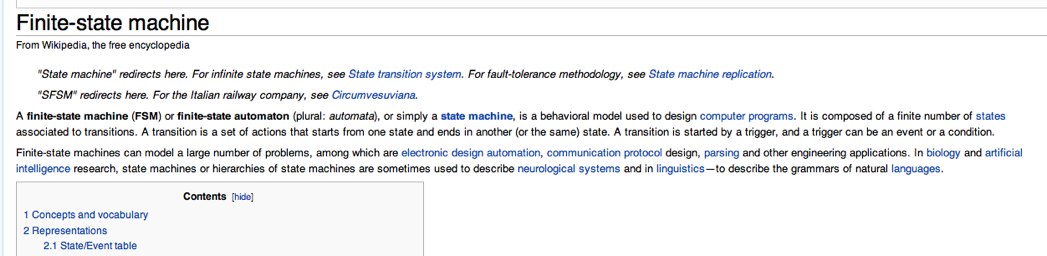 Finite-state machine
From Wikipedia, the free encyclopedia
"State machine" redirects here. For infinite state machines, see State transition system. For fault-tolerance methodology, see State machine replication.
"SFSM" redirects here. For the Italian railway company, see Circumvesuviana.
A finite-state machine (FSM) or finite-state automaton (plural: automata), or simply a state machine, is a behavioral model used to design computer programs. It is composed of a finite number of states
associated to transitions. A transition is a set of actions that starts from one state and ends in another (or the same) state. A transition is started by a trigger, and a trigger can be an event or a condition.
Finite-state machines can model a large number of problems, among which are electronic design automation, communication protocol design, parsing and other engineering applications. In biology and artificial
intelligence research, state machines or hierarchies of state machines are sometimes used to describe neurological systems and in linguistics—to describe the grammars of natural languages.
Contents [hide]
1 Concepts and vocabulary
2 Representations
2.1 State/Event table